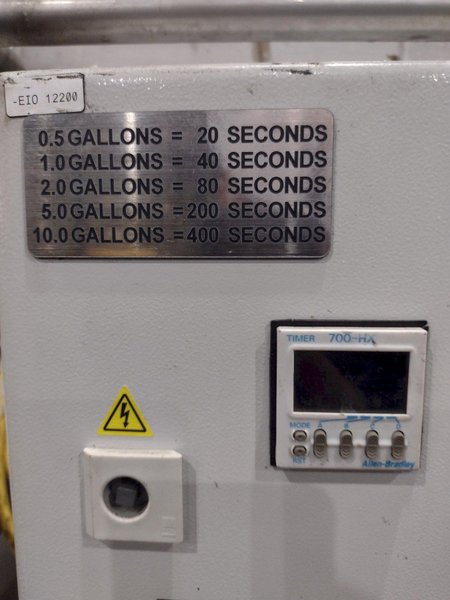 -EIO 12200
0.5 GALLONS = 20 SECONDS
1.0 GALLONS = 40 SECONDS
2.0 GALLONS = 80 SECONDS
5.0 GALLONS = 200 SECONDS
10.0 GALLONS = 400 SECONDS
TIMER 700-HX
MODE A B C D
RST
Allen-Bradley